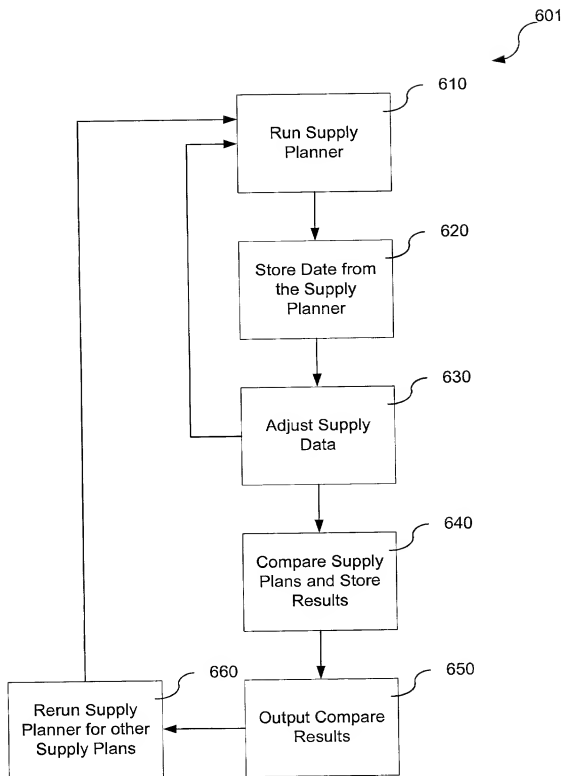 601
610
Run Supply
Planner
620
Store Date from
the Supply
Planner
630
Adjust Supply
Data
640
Compare Supply
Plans and Store
Results
650
Output Compare
Results
660
Rerun Supply
Planner for other
Supply Plans